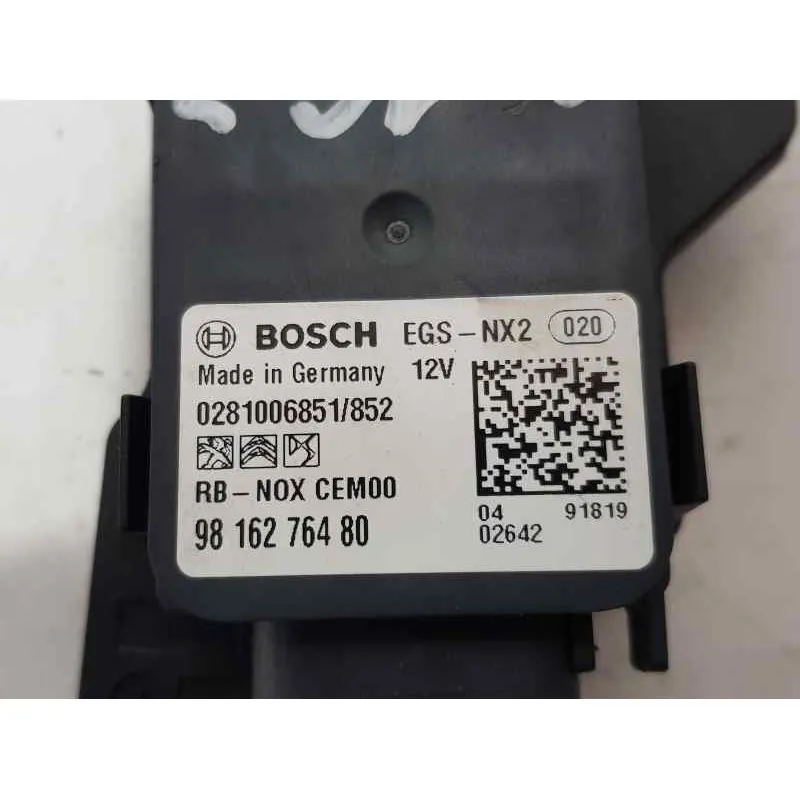 BOSCH EGS-NX2 020
Made in Germany 12V
0281006851/852
RB-NOX CEM00
98 162 764 80
04 91819
02642